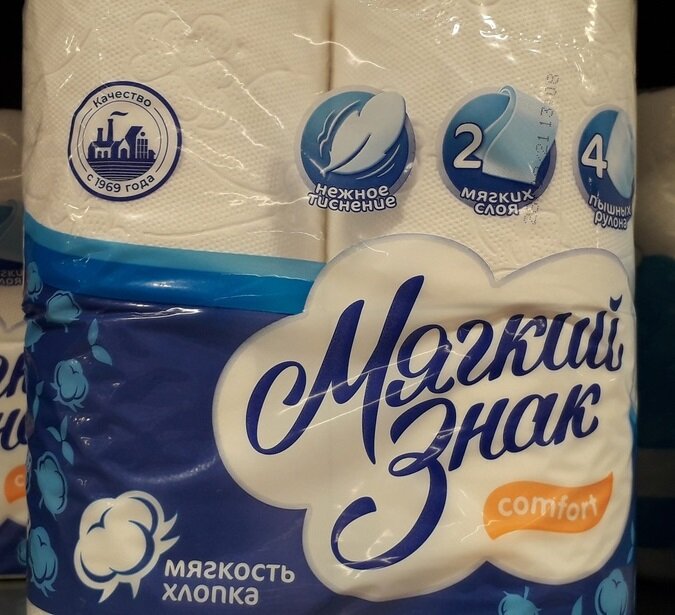 Качество
с 1969 года
нежное
тиснение
2
мягких
слоя
4
пышных
рулона
Мягкий
Знак
comfort
мягкость
хлопка